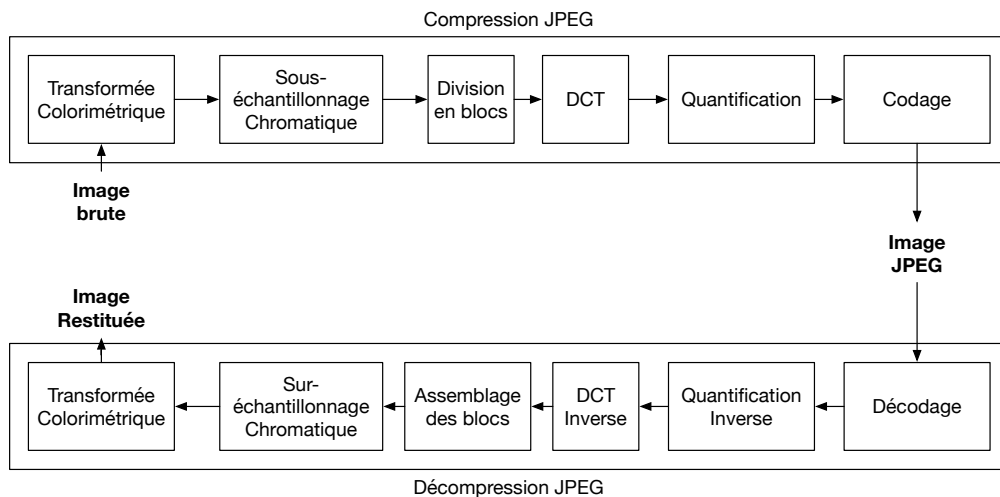 Compression JPEG
Transformée
Colorimétrique
Sous-
échantillonnage
Chromatique
Division
en blocs
DCT
Quantification
Codage
Image
brute
Image
JPEG
Image
Restituée
Transformée
Colorimétrique
Sur-
échantillonnage
Chromatique
Assemblage
des blocs
DCT
Inverse
Quantification
Inverse
Décodage
Décompression JPEG